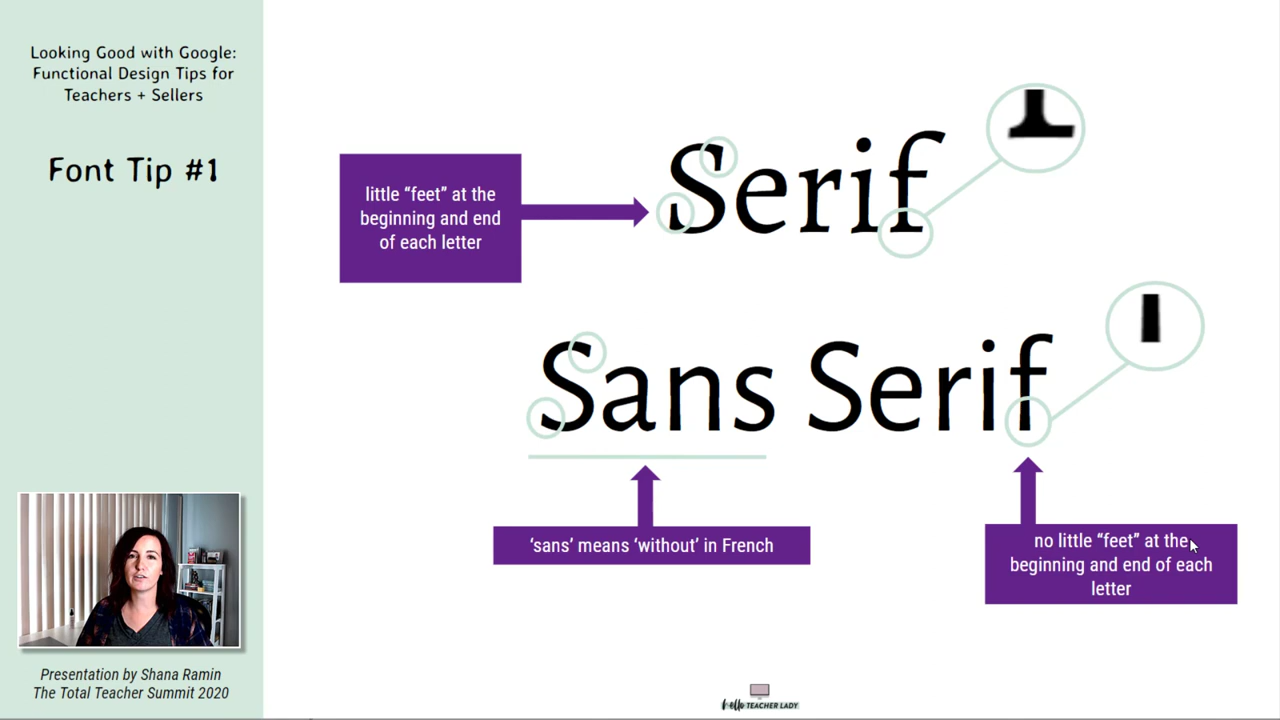 Looking Good with Google:
Functional Design Tips for
Teachers + Sellers
Font Tip #1
little “feet” at the
beginning and end
of each letter
Serif
Sans Serif
‘sans’ means ‘without’ in French
no little “feet” at the
beginning and end of each
letter
Presentation by Shana Ramin
The Total Teacher Summit 2020
hello TEACHER LADY